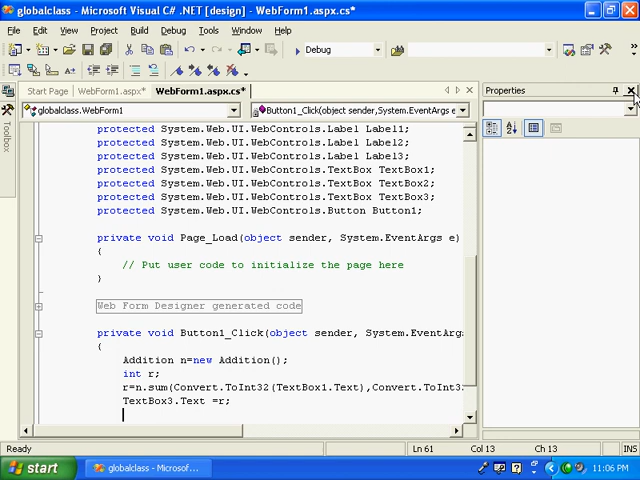 globalclass - Microsoft Visual C# .NET [design] - WebForm1.aspx.cs*
File Edit View Project Build Debug Tools Window Help
Debug
Start Page WebForm1.aspx* WebForm1.aspx.cs*
Properties
globalclass.WebForm1
Button1_Click(object sender,System.EventArgs e
Toolbox
protected System.Web.UI.WebControls.Label Label1;
protected System.Web.UI.WebControls.Label Label2;
protected System.Web.UI.WebControls.Label Label3;
protected System.Web.UI.WebControls.TextBox TextBox1;
protected System.Web.UI.WebControls.TextBox TextBox2;
protected System.Web.UI.WebControls.TextBox TextBox3;
protected System.Web.UI.WebControls.Button Button1;
private void Page_Load(object sender, System.EventArgs e)
{
// Put user code to initialize the page here
}
Web Form Designer generated code
private void Button1_Click(object sender, System.EventArgs
{
Addition n=new Addition();
int r;
r=n.sum(Convert.ToInt32(TextBox1.Text),Convert.ToInt3
TextBox3.Text =r;
Ready
Ln 61 Col 13 Ch 13 INS
start
globalclass - Microsof...
11:06 PM